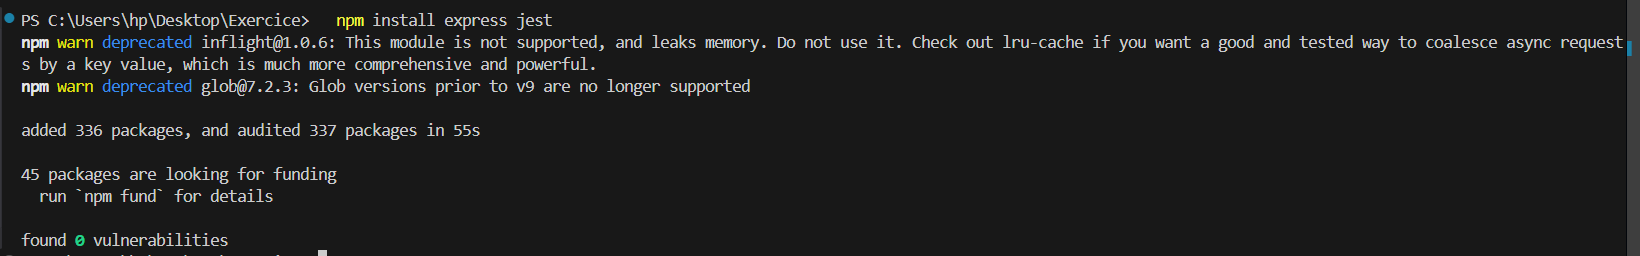 PS C:\Users\hp\Desktop\Exercice>   npm install express jest
npm warn deprecated inflight@1.0.6: This module is not supported, and leaks memory. Do not use it. Check out lru-cache if you want a good and tested way to coalesce async request
s by a key value, which is much more comprehensive and powerful.
npm warn deprecated glob@7.2.3: Glob versions prior to v9 are no longer supported
added 336 packages, and audited 337 packages in 55s
45 packages are looking for funding
  run `npm fund` for details
found 0 vulnerabilities